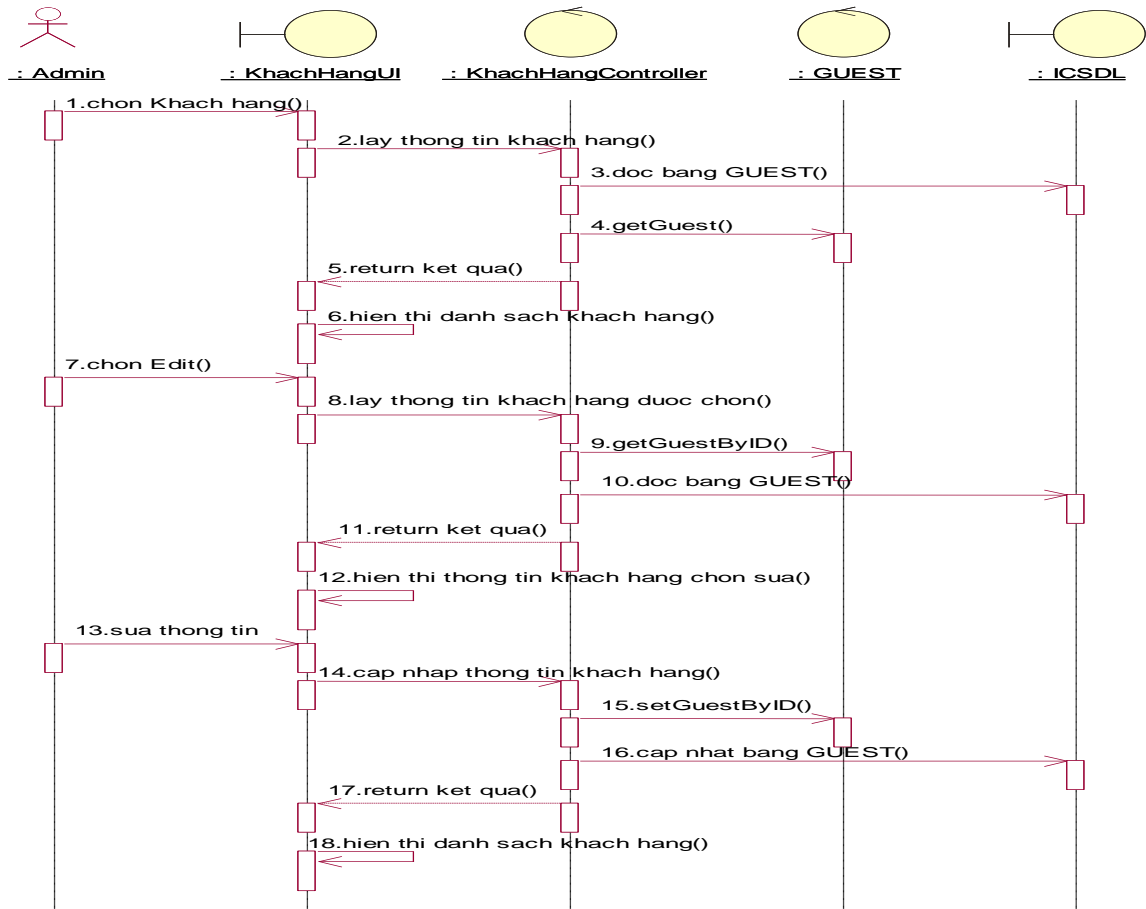 : Admin
: KhachHangUI
: KhachHangController
: GUEST
: ICSDL
1.chon Khach hang()
2.lay thong tin khach hang()
3.doc bang GUEST()
4.getGuest()
5.return ket qua()
6.hien thi danh sach khach hang()
7.chon Edit()
8.lay thong tin khach hang duoc chon()
9.getGuestByID()
10.doc bang GUEST()
11.return ket qua()
12.hien thi thong tin khach hang chon sua()
13.sua thong tin
14.cap nhap thong tin khach hang()
15.setGuestByID()
16.cap nhat bang GUEST()
17.return ket qua()
18.hien thi danh sach khach hang()